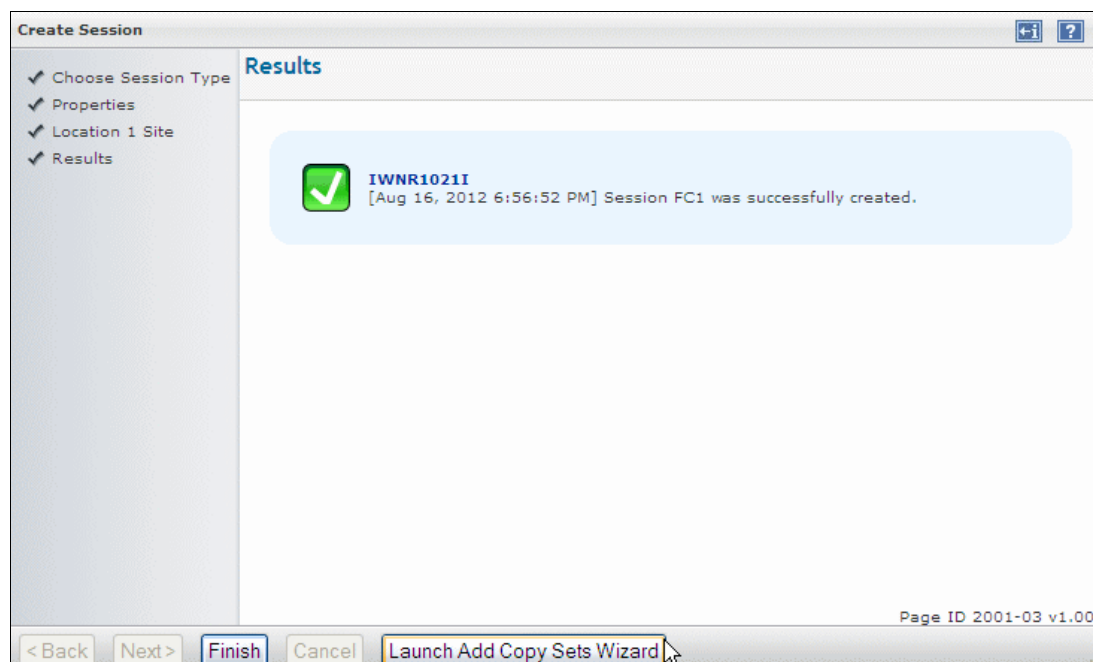 Create Session
Choose Session Type
Properties
Location 1 Site
Results
Results
IWNR1021I
[Aug 16, 2012 6:56:52 PM] Session FC1 was successfully created.
Page ID 2001-03 v1.00
< Back Next > Finish Cancel Launch Add Copy Sets Wizard